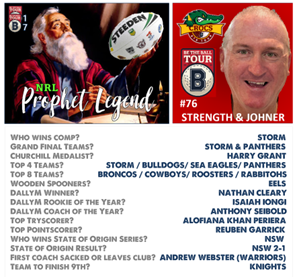 1
7
STEEDEN
NRL
Prophet Legend
CROCS
BE THE BALL
TOUR
B
#76
STRENGTH & JOHNER
WHO WINS COMP? STORM
GRAND FINAL TEAMS? STORM & PANTHERS
CHURCHILL MEDALIST? HARRY GRANT
TOP 4 TEAMS? STORM / BULLDOGS/ SEA EAGLES/ PANTHERS
TOP 8 TEAMS? BRONCOS / COWBOYS/ ROOSTERS / RABBITOHS
WOODEN SPOONERS? EELS
DALLYM WINNER? NATHAN CLEARY
DALLYM ROOKIE OF THE YEAR? ISAIAH IONGI
DALLYM COACH OF THE YEAR? ANTHONY SEIBOLD
TOP TRYSCORER? ALOFIANA KHAN PERIERA
TOP POINTSCORER? REUBEN GARRICK
WHO WINS STATE OF ORIGIN SERIES? NSW
STATE OF ORIGIN RESULT? NSW 2-1
FIRST COACH SACKED OR LEAVES CLUB? ANDREW WEBSTER (WARRIORS)
TEAM TO FINISH 9TH? KNIGHTS